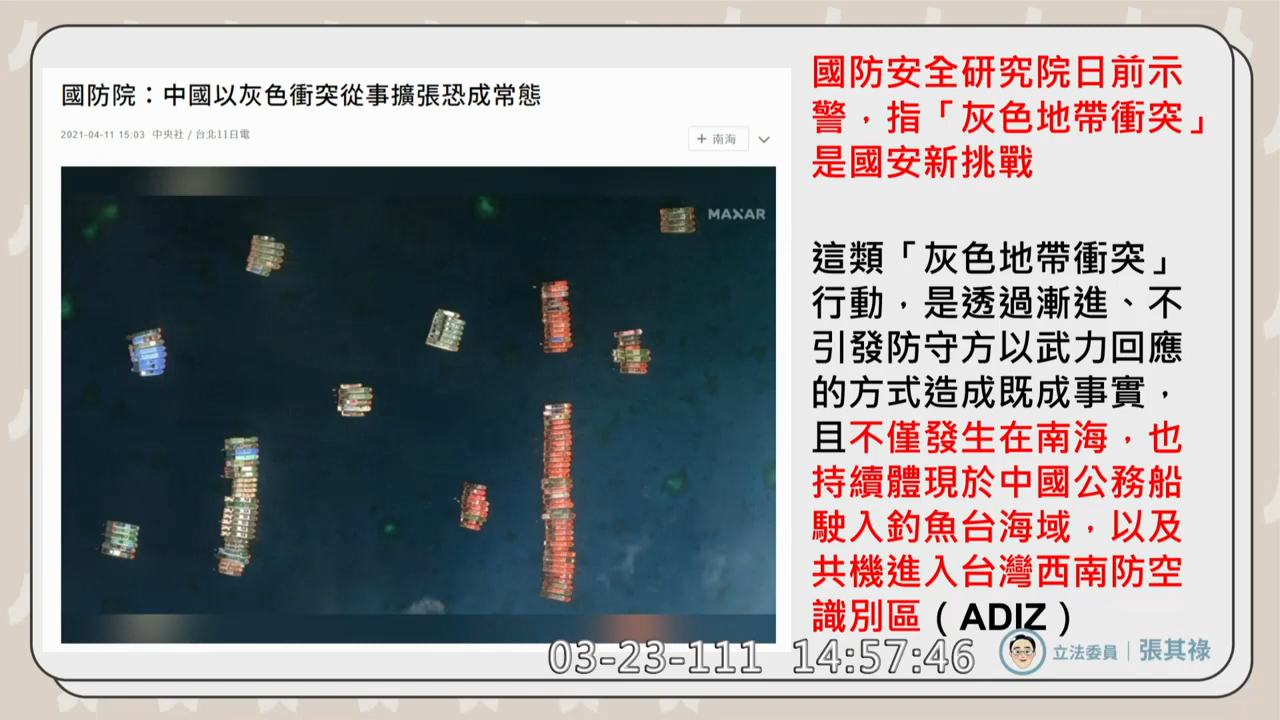 國防院：中國以灰色衝突從事擴張恐成常態
2021-04-11 15:03 中央社 / 台北11日電
+ 南海
MAXAR
國防安全研究院日前示
警，指「灰色地帶衝突」
是國安新挑戰
這類「灰色地帶衝突」
行動，是透過漸進、不
引發防守方以武力回應
的方式造成既成事實，
且不僅發生在南海，也
持續體現於中國公務船
駛入釣魚台海域，以及
共機進入台灣西南防空
識別區（ADIZ）
03-23-111 14:57:46
立法委員｜張其祿